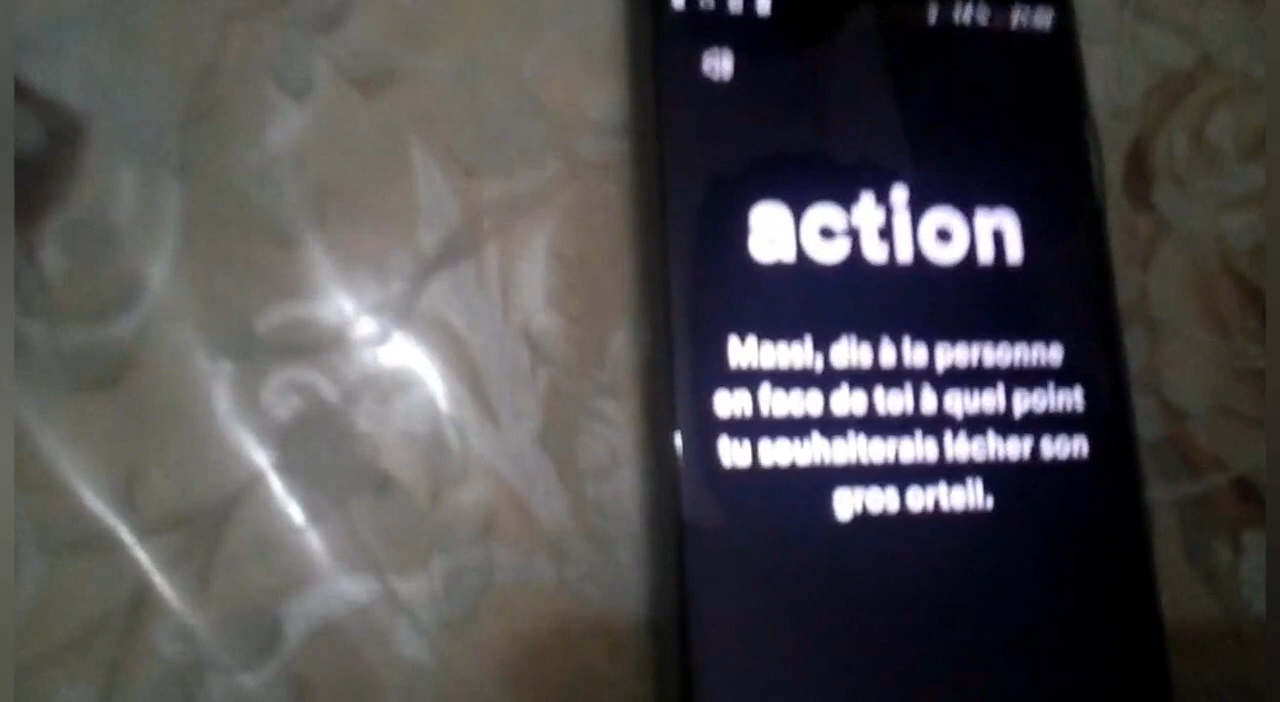 action
Massi, dis à la personne
en face de toi à quel point
tu souhaiterais lécher son
gros orteil.